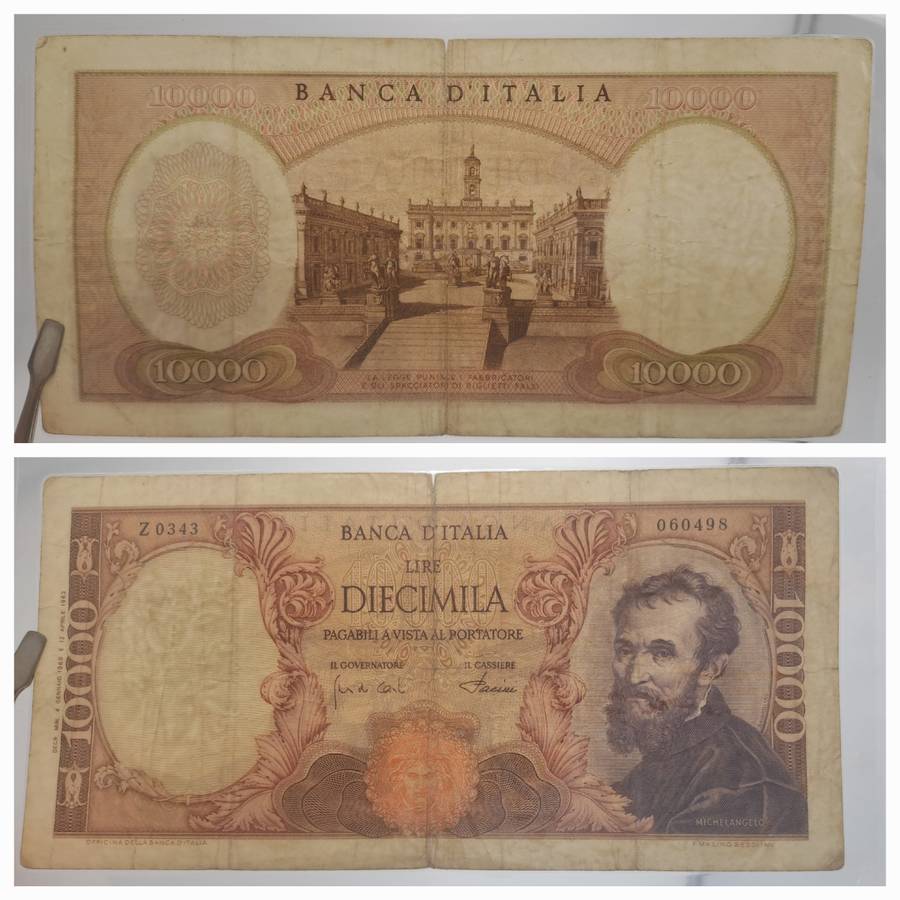 10000 BANCA D'ITALIA 10000
10000 10000
LA LEGGE PUNISCE I FABBRICATORI
E GLI SPACCIATORI DI BIGLIETTI FALSI
Z 0343 060498
BANCA D'ITALIA
LIRE
DIECIMILA
PAGABILI A VISTA AL PORTATORE
IL GOVERNATORE IL CASSIERE
10000
10000
MICHELANGELO
OFFICINA DELLA BANCA D'ITALIA